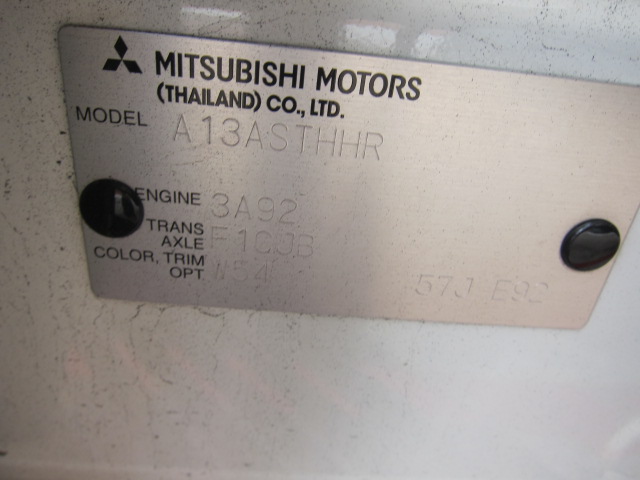 MITSUBISHI MOTORS
(THAILAND) CO., LTD.
MODEL A13ASTHHR
ENGINE 3A92
TRANS AXLE F1CJB
COLOR, TRIM OPT W54 57J E92